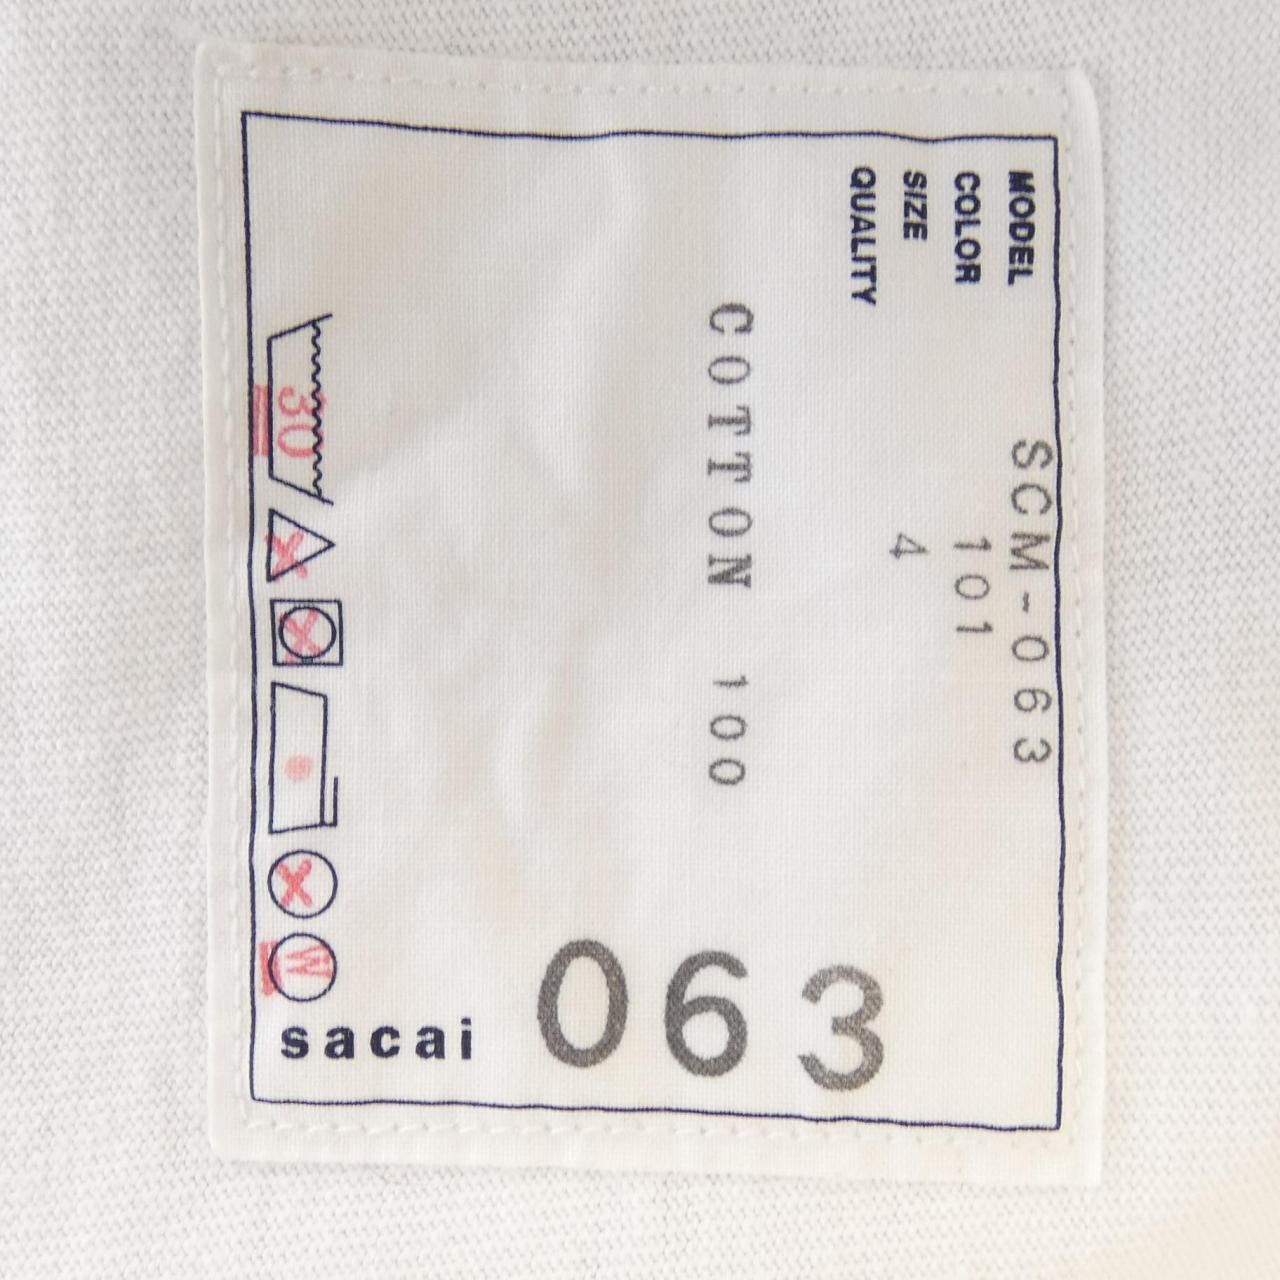 MODEL SCM-063
COLOR 101
SIZE 4
QUALITY
COTTON 100
30
W
sacai 063